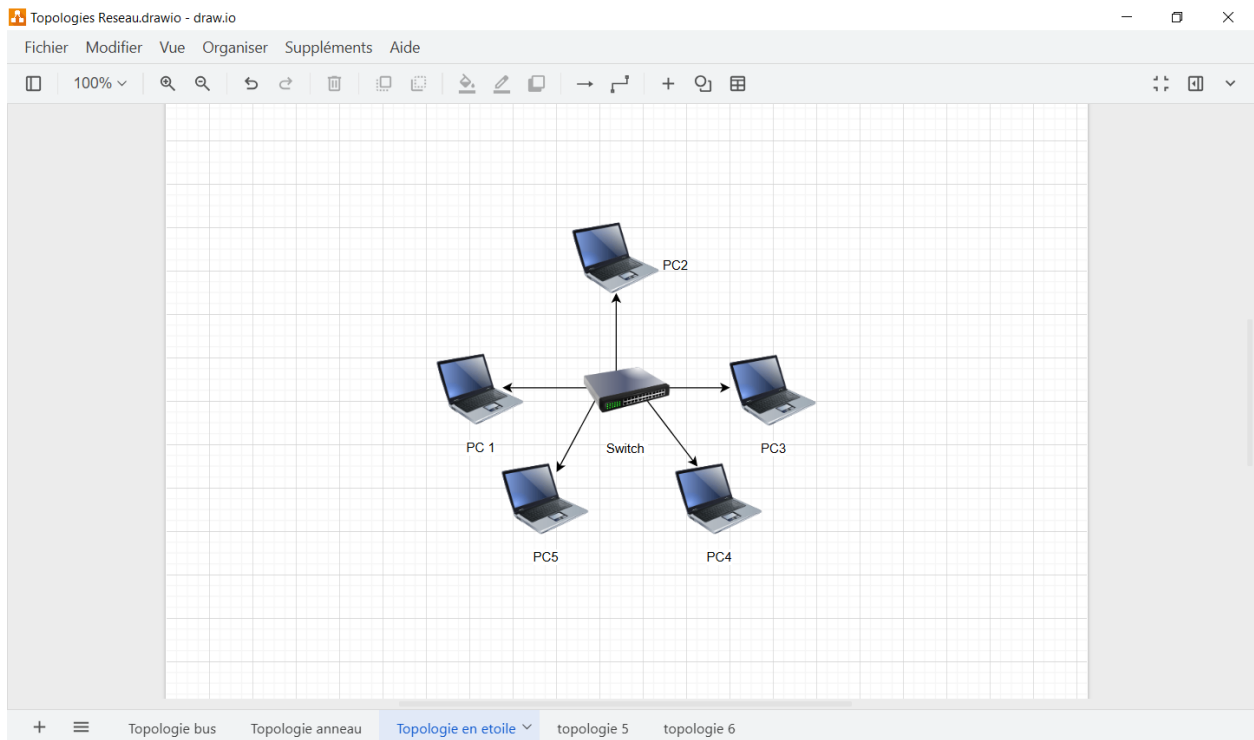 Topologies Reseau.drawio - draw.io
Fichier Modifier Vue Organiser Suppléments Aide
100%
PC2
PC 1
Switch
PC3
PC5
PC4
Topologie bus Topologie anneau Topologie en etoile topologie 5 topologie 6